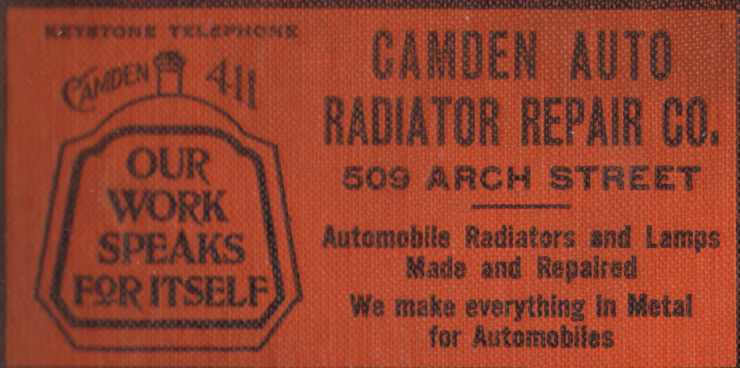 KEYSTONE TELEPHONE
CAMDEN 411
OUR
WORK
SPEAKS
FOR ITSELF
CAMDEN AUTO
RADIATOR REPAIR CO.
509 ARCH STREET
Automobile Radiators and Lamps
Made and Repaired
We make everything in Metal
for Automobiles